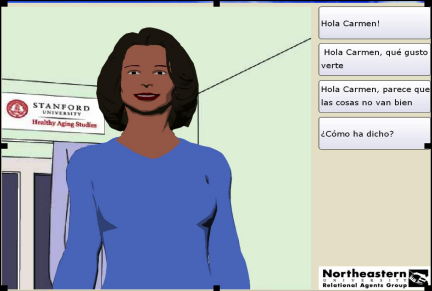 STANFORD
UNIVERSITY
Healthy Aging Studies
Hola Carmen!
Hola Carmen, qué gusto
verte
Hola Carmen, parece que
las cosas no van bien
¿Cómo ha dicho?
Northeastern
UNIVERSITY
Relational Agents Group